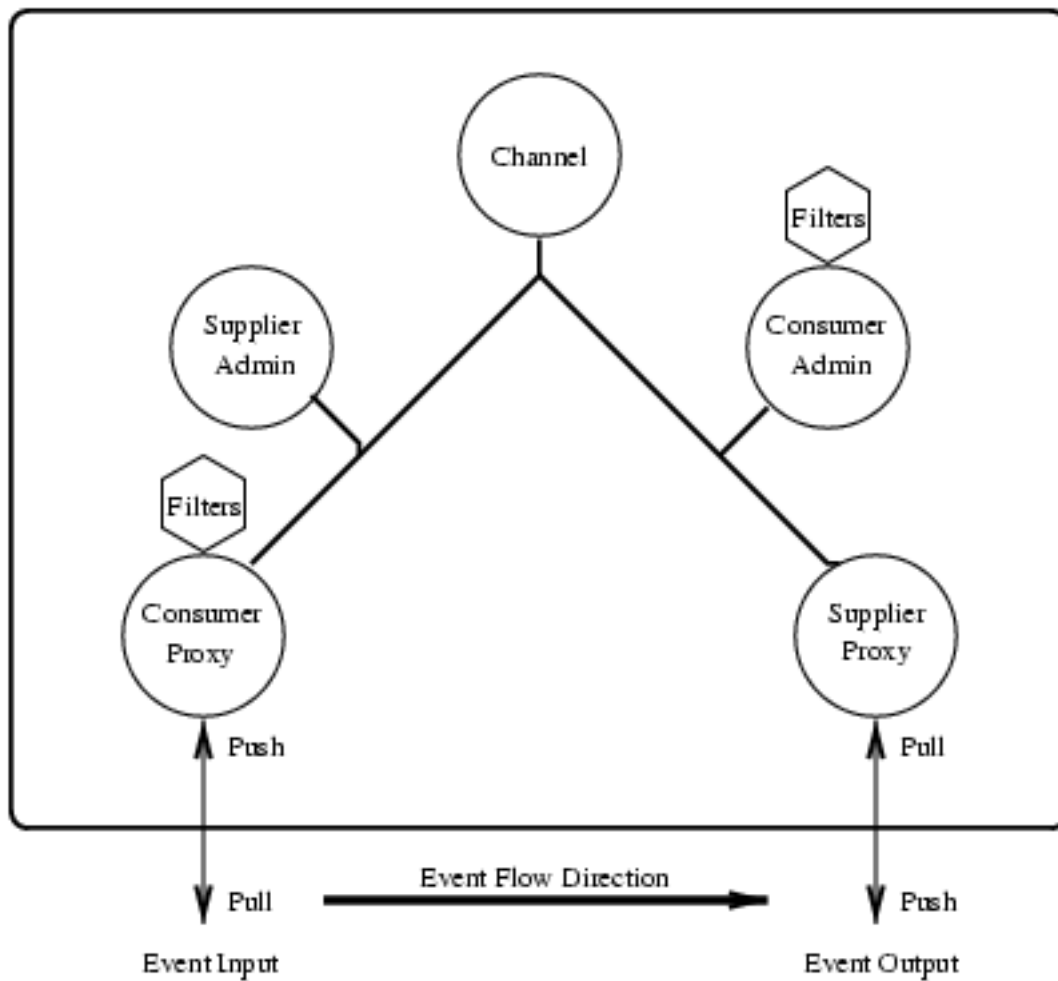 Channel
Filters
Supplier
Admin
Consumer
Admin
Filters
Consumer
Proxy
Supplier
Proxy
Push
Pull
Event Flow Direction
Pull
Push
Event Input
Event Output